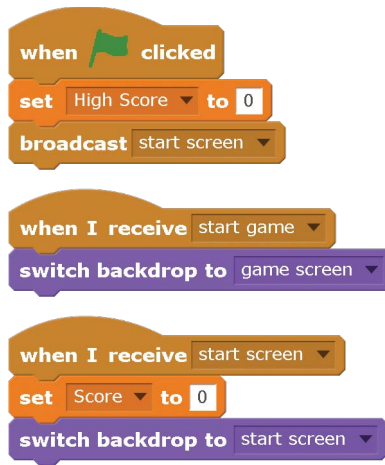 when clicked
set High Score to 0
broadcast start screen
when I receive start game
switch backdrop to game screen
when I receive start screen
set Score to 0
switch backdrop to start screen